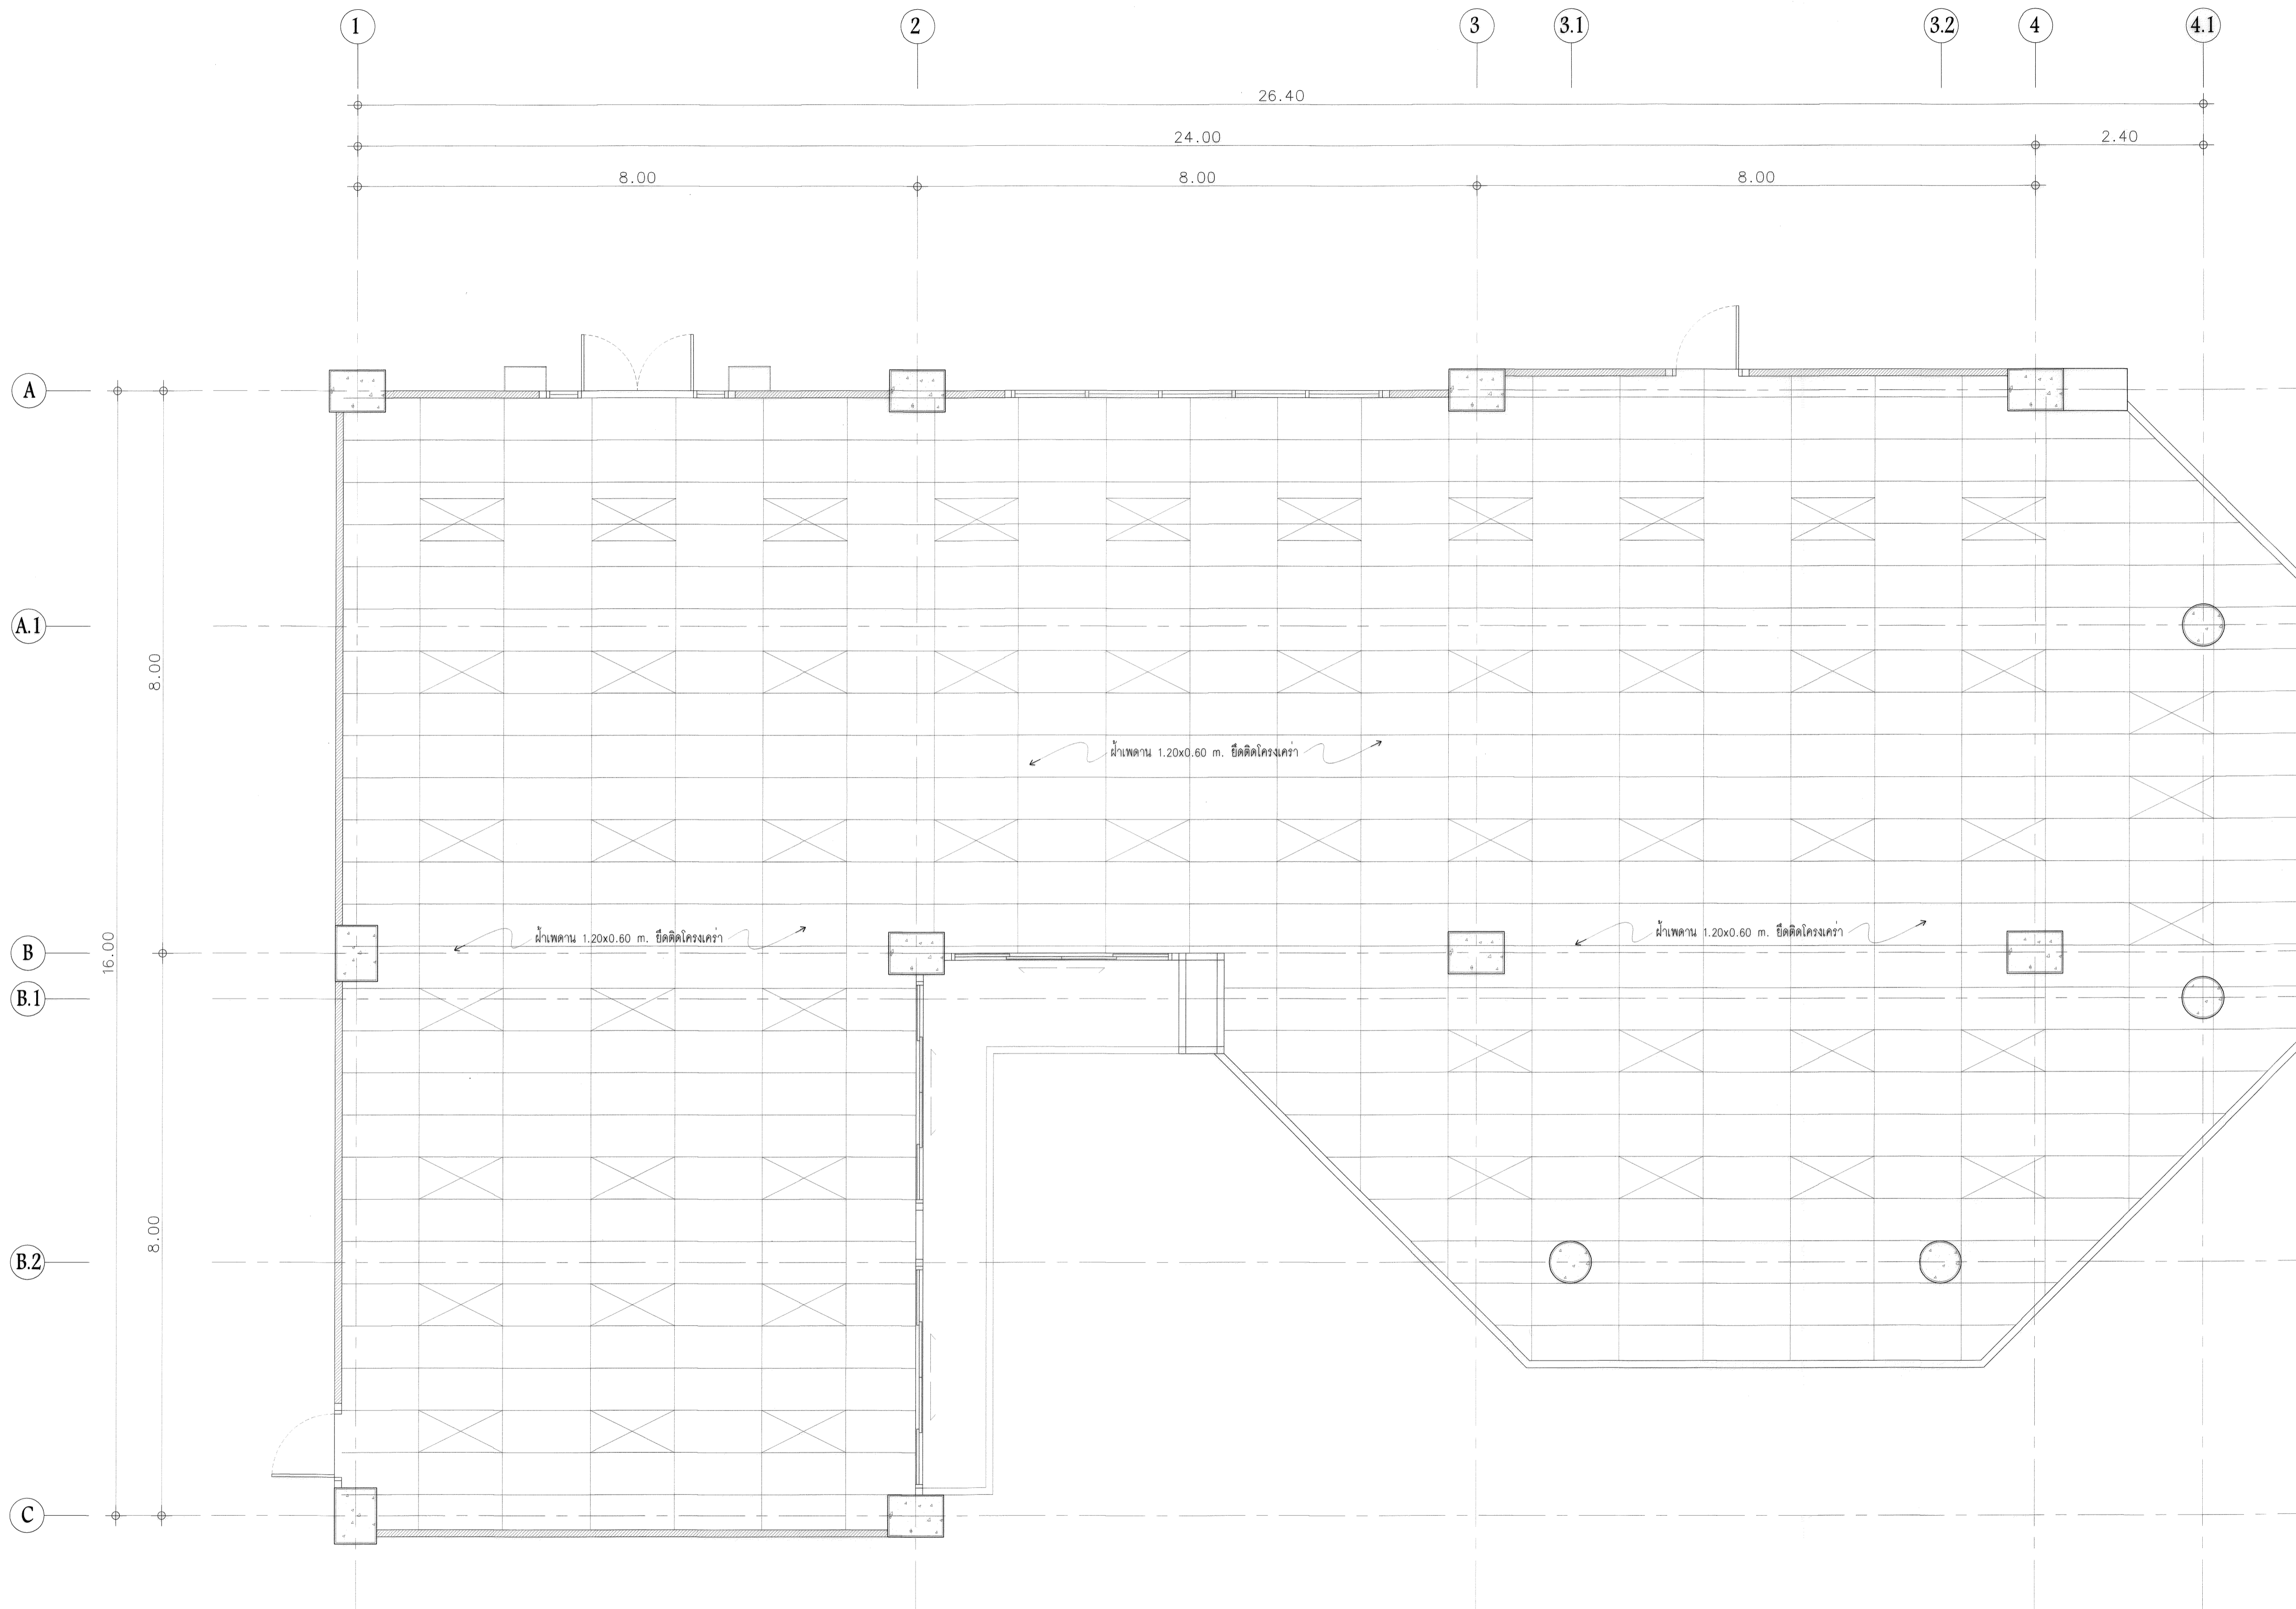 1 2 3 3.1 3.2 4 4.1
26.40
24.00 2.40
8.00 8.00 8.00
A
A.1
8.00
ฝ้าเพดาน 1.20x0.60 m. ยึดติดโครงเคร่า
ฝ้าเพดาน 1.20x0.60 m. ยึดติดโครงเคร่า
ฝ้าเพดาน 1.20x0.60 m. ยึดติดโครงเคร่า
B
16.00
B.1
8.00
B.2
C